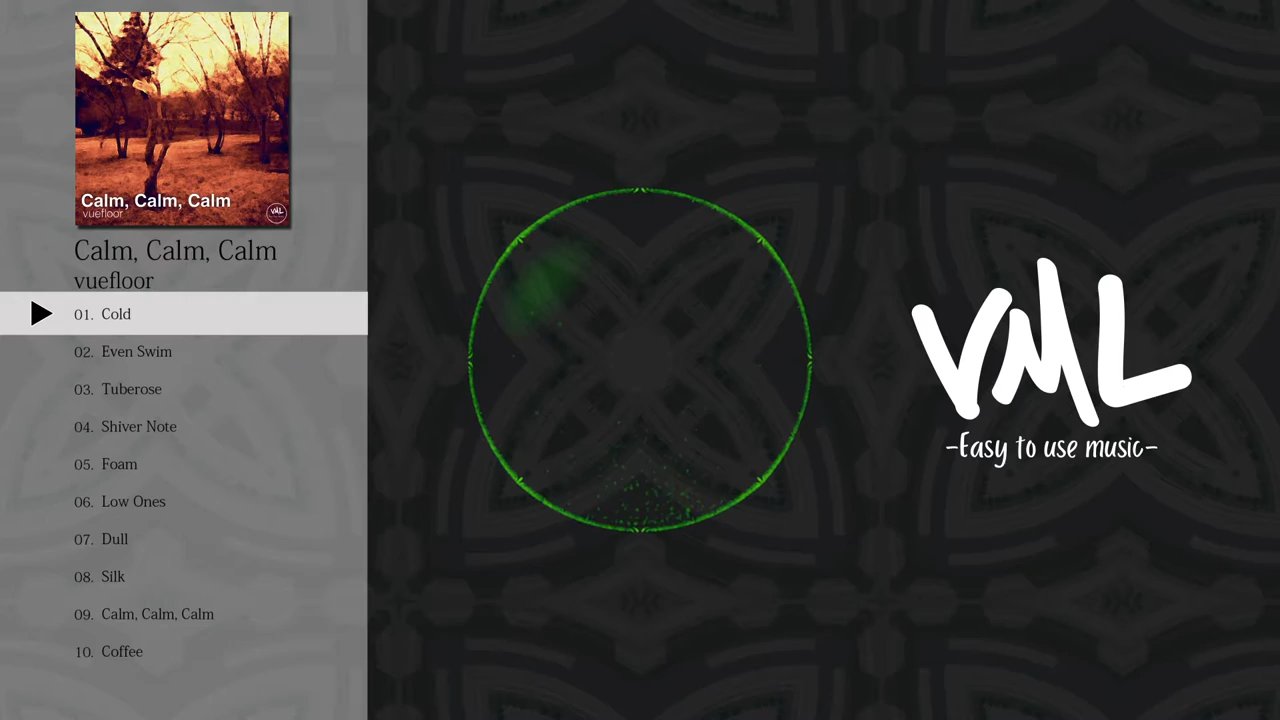 Calm, Calm, Calm
vuefloor
VML
Calm, Calm, Calm
vuefloor
01. Cold
02. Even Swim
03. Tuberose
04. Shiver Note
05. Foam
06. Low Ones
07. Dull
08. Silk
09. Calm, Calm, Calm
10. Coffee
VML
-Easy to use music-